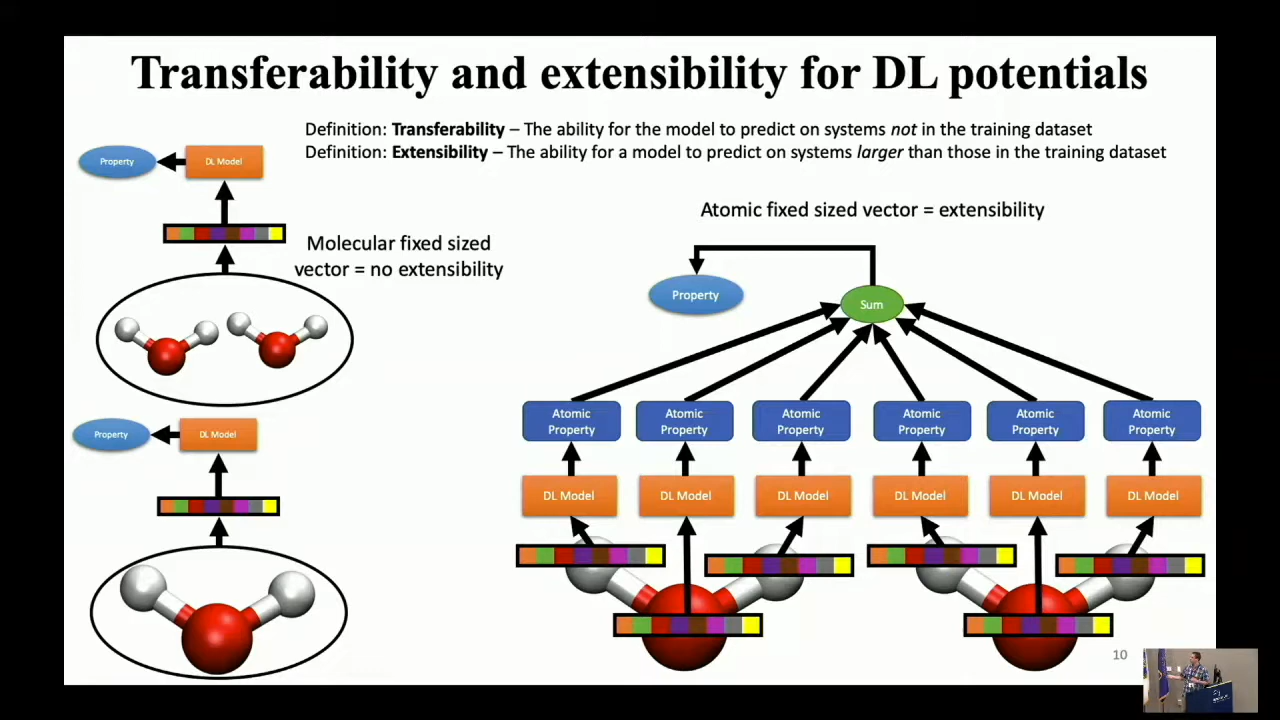 Transferability and extensibility for DL potentials
Definition: Transferability – The ability for the model to predict on systems not in the training dataset
Definition: Extensibility – The ability for a model to predict on systems larger than those in the training dataset
Property
DL Model
Molecular fixed sized
vector = no extensibility
Property
DL Model
Atomic fixed sized vector = extensibility
Property
Sum
Atomic
Property
Atomic
Property
Atomic
Property
Atomic
Property
Atomic
Property
Atomic
Property
DL Model
DL Model
DL Model
DL Model
DL Model
DL Model
10